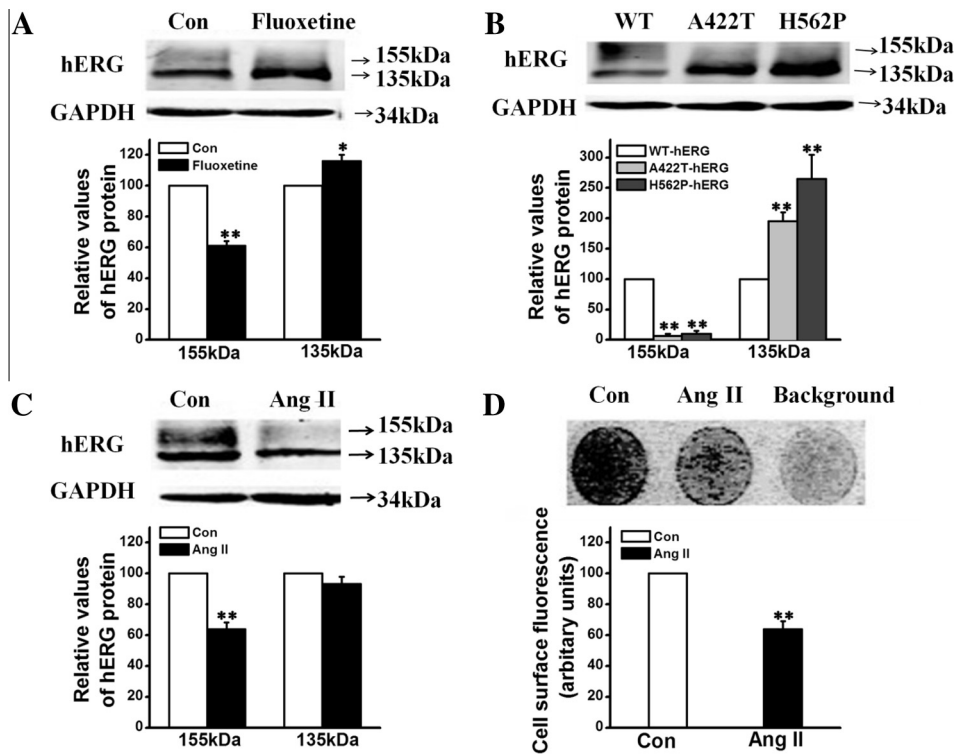 A
Con Fluoxetine
hERG
155kDa
135kDa
GAPDH
34kDa
Con
Fluoxetine
Relative values
of hERG protein
120
100
80
60
40
20
0
**
*
155kDa 135kDa
B
WT A422T H562P
hERG
155kDa
135kDa
GAPDH
34kDa
WT-hERG
A422T-hERG
H562P-hERG
Relative values
of hERG protein
300
250
200
150
100
50
0
** **
**
**
155kDa 135kDa
C
Con Ang II
hERG
155kDa
135kDa
GAPDH
34kDa
Con
Ang II
Relative values
of hERG protein
120
100
80
60
40
20
0
**
155kDa 135kDa
D
Con Ang II Background
Con
Ang II
Cell surface fluorescence
(arbitary units)
120
100
80
60
40
20
0
**
Con Ang II